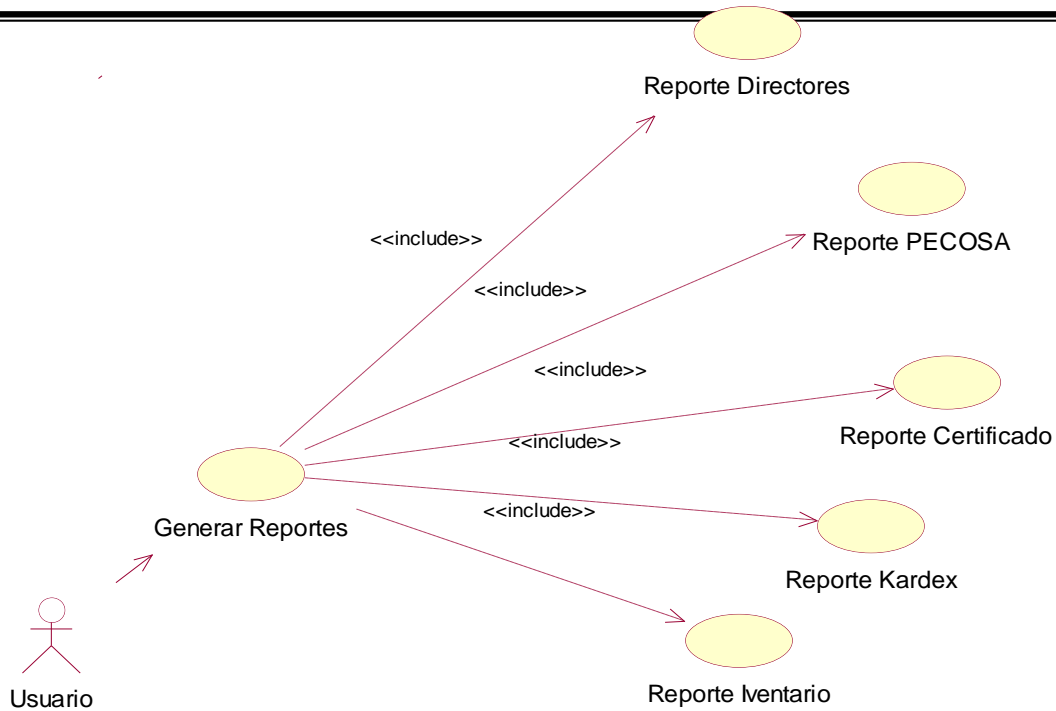 Reporte Directores
<<include>>
Reporte PECOSA
<<include>>
<<include>>
Reporte Certificado
<<include>>
<<include>>
Generar Reportes
Reporte Kardex
Usuario
Reporte Iventario